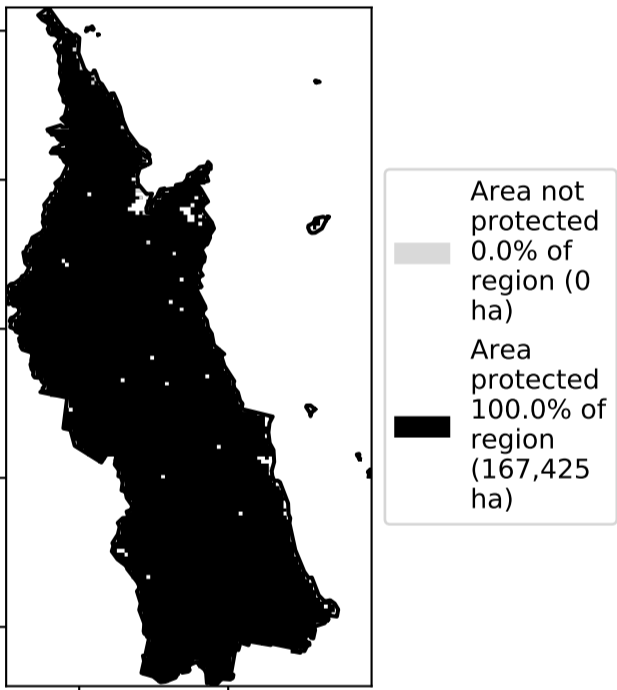 Area not
protected
0.0% of
region (0
ha)
Area
protected
100.0% of
region
(167,425
ha)